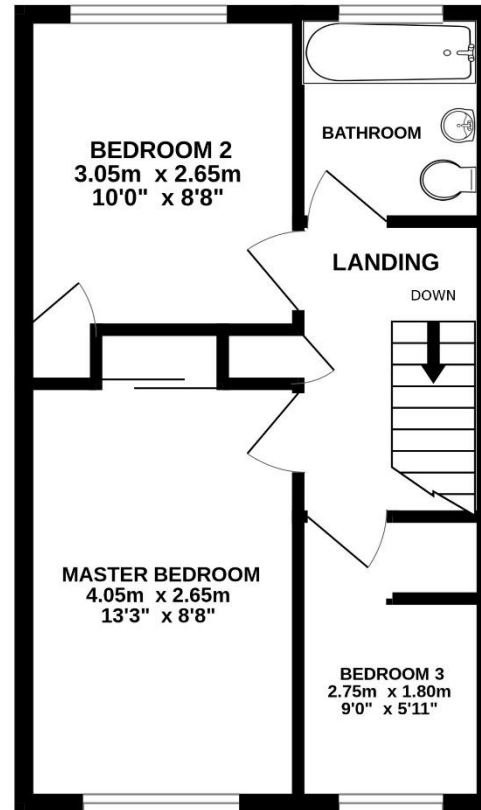 BEDROOM 2
3.05m x 2.65m
10'0" x 8'8"
BATHROOM
LANDING
DOWN
MASTER BEDROOM
4.05m x 2.65m
13'3" x 8'8"
BEDROOM 3
2.75m x 1.80m
9'0" x 5'11"